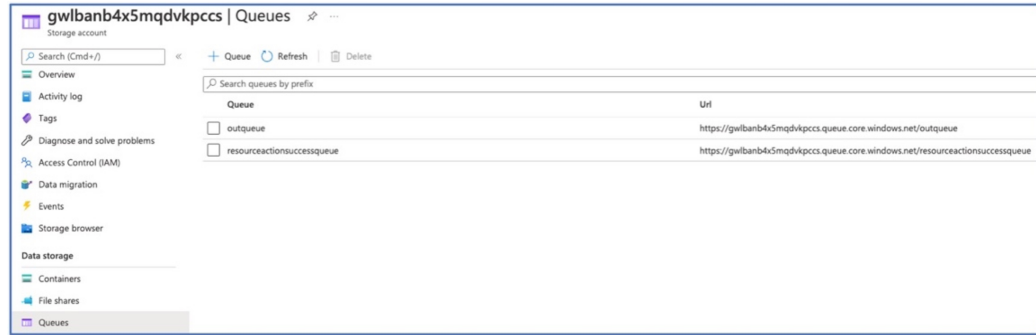 gwlbanb4x5mqdvkpccs | Queues
Storage account
Search (Cmd+/)
Overview
Activity log
Tags
Diagnose and solve problems
Access Control (IAM)
Data migration
Events
Storage browser
Data storage
Containers
File shares
Queues
Queue Refresh Delete
Search queues by prefix
Queue Url
outqueue https://gwlbanb4x5mqdvkpccs.queue.core.windows.net/outqueue
resourceactionsuccessqueue https://gwlbanb4x5mqdvkpccs.queue.core.windows.net/resourceactionsuccessqueue